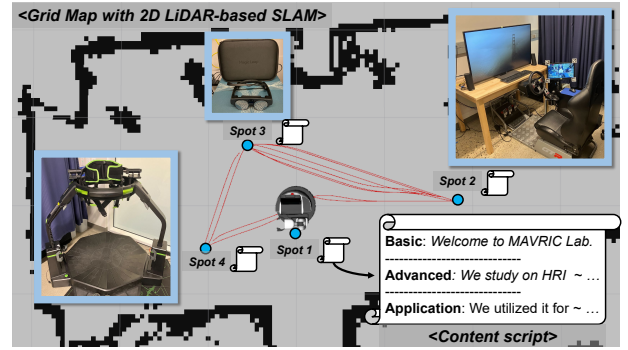 <Grid Map with 2D LiDAR-based SLAM>
Spot 3
Spot 2
Spot 1
Spot 4
Basic: Welcome to MAVRIC Lab.
------------------------------
Advanced: We study on HRI ~ …
------------------------------
Application: We utilized it for ~ …
<Content script>